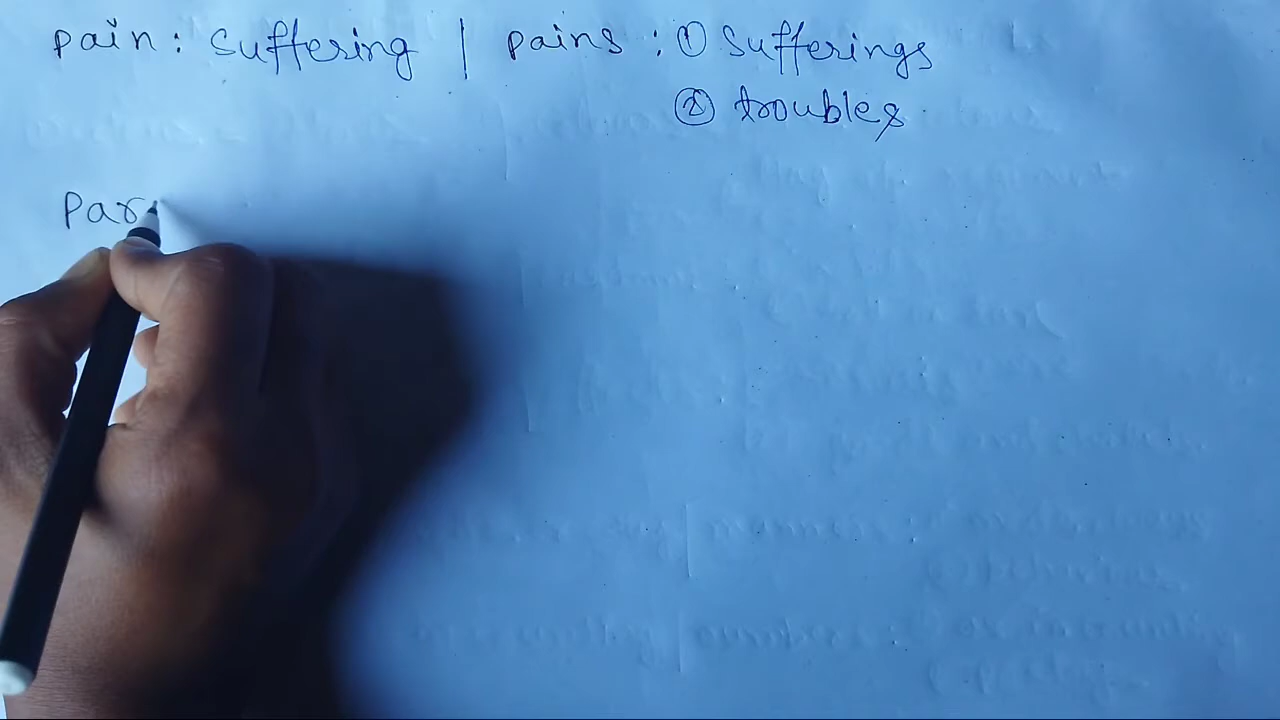 pain: Suffering | pains: ① Sufferings
② troubles
Par